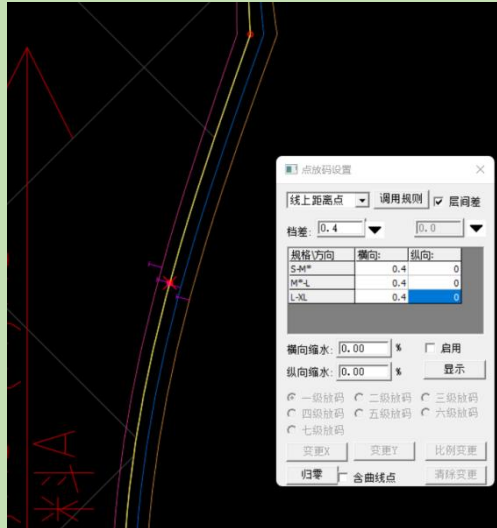 点放码设置
线上距离点 调用规则 层间差
档差: 0.4 0.0
规格\方向 横向: 纵向:
S-M* 0.4 0
M*-L 0.4 0
L-XL 0.4 0
横向缩水: 0.00 % 启用
纵向缩水: 0.00 % 显示
一级放码 二级放码 三级放码
四级放码 五级放码 六级放码
七级放码
变更X 变更Y 比例变更
归零 含曲线点 清除变更